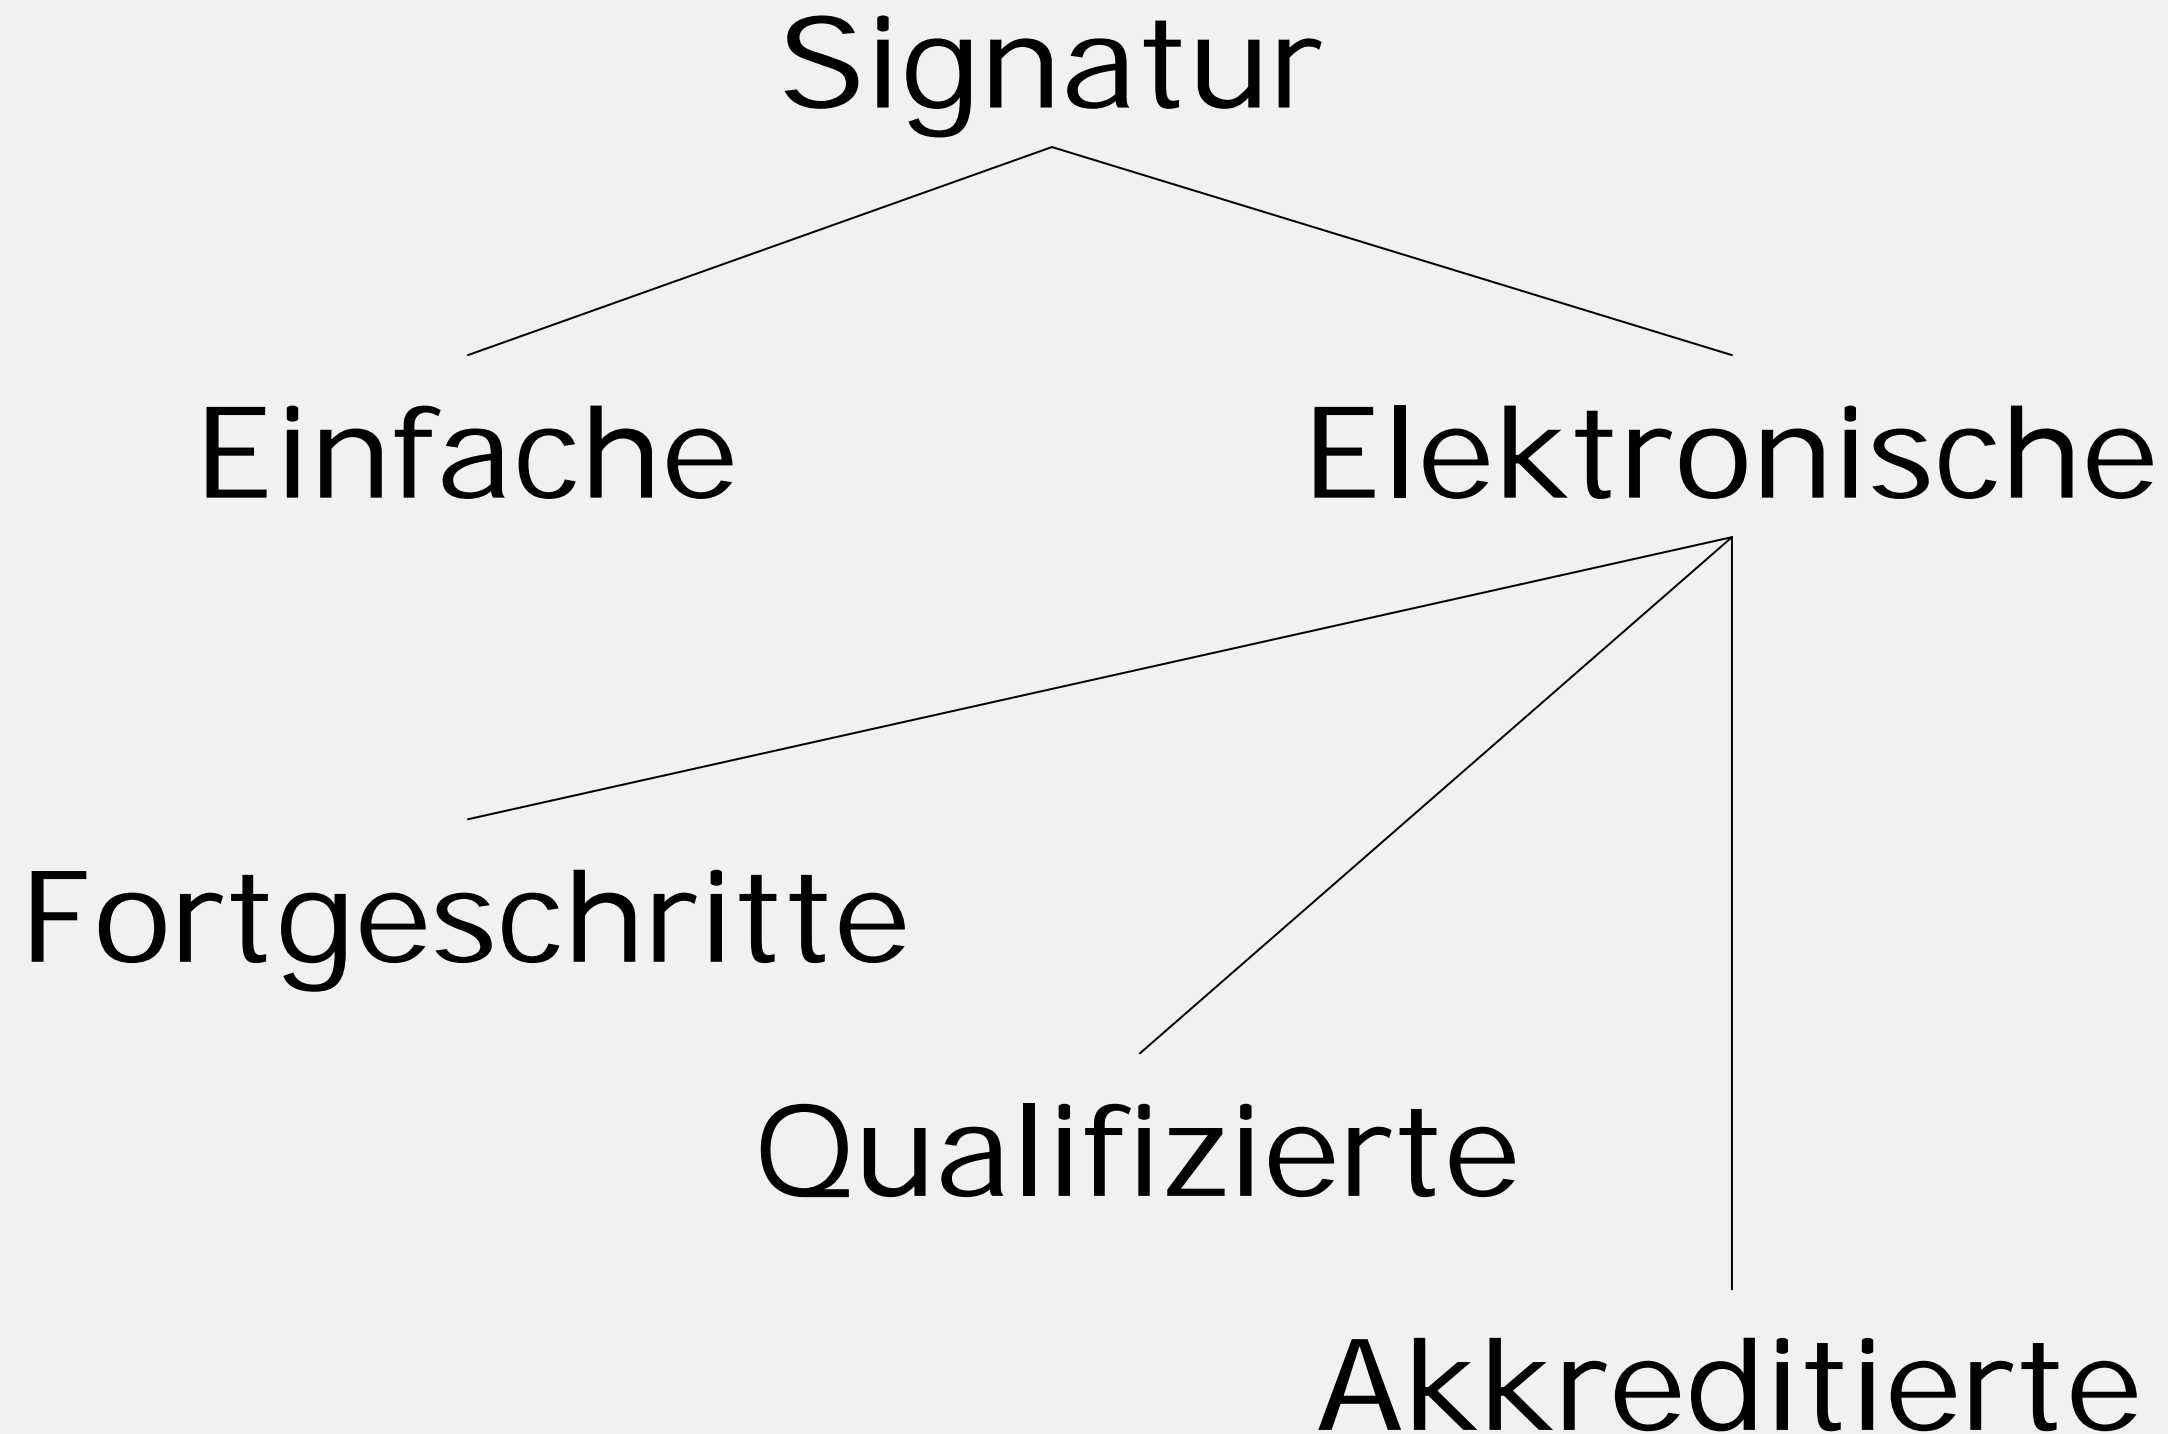 Signatur
Einfache
Elektronische
Fortgeschritte
Qualifizierte
Akkreditierte